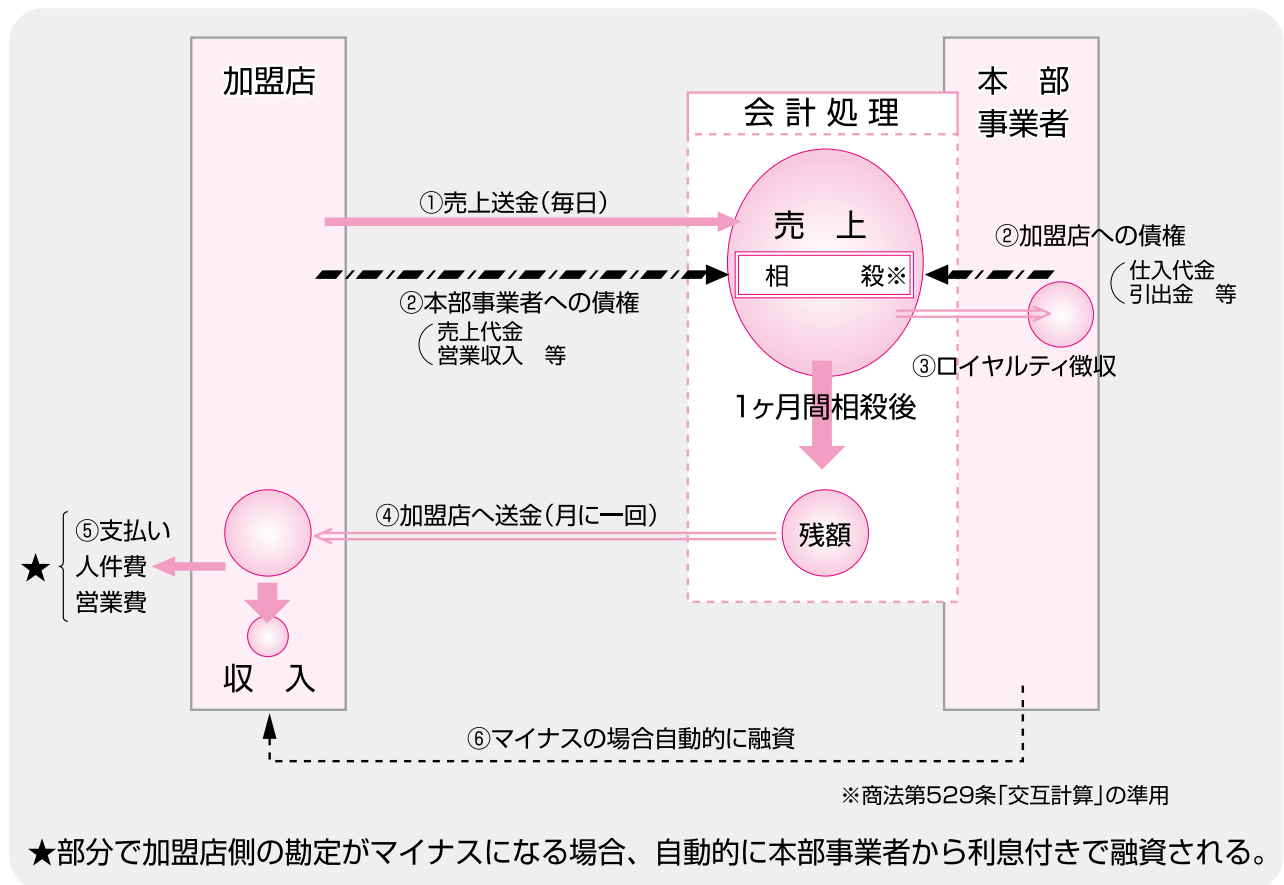 加盟店
本　部
事業者
会計処理
①売上送金（毎日）
売　上
相　　　殺※
②加盟店への債権
仕入代金
引出金　等
②本部事業者への債権
売上代金
営業収入　等
③ロイヤルティ徴収
1ヶ月間相殺後
④加盟店へ送金（月に一回）
残額
★
⑤支払い
人件費
営業費
収　入
⑥マイナスの場合自動的に融資
※商法第529条｢交互計算｣の準用
★部分で加盟店側の勘定がマイナスになる場合、自動的に本部事業者から利息付きで融資される。